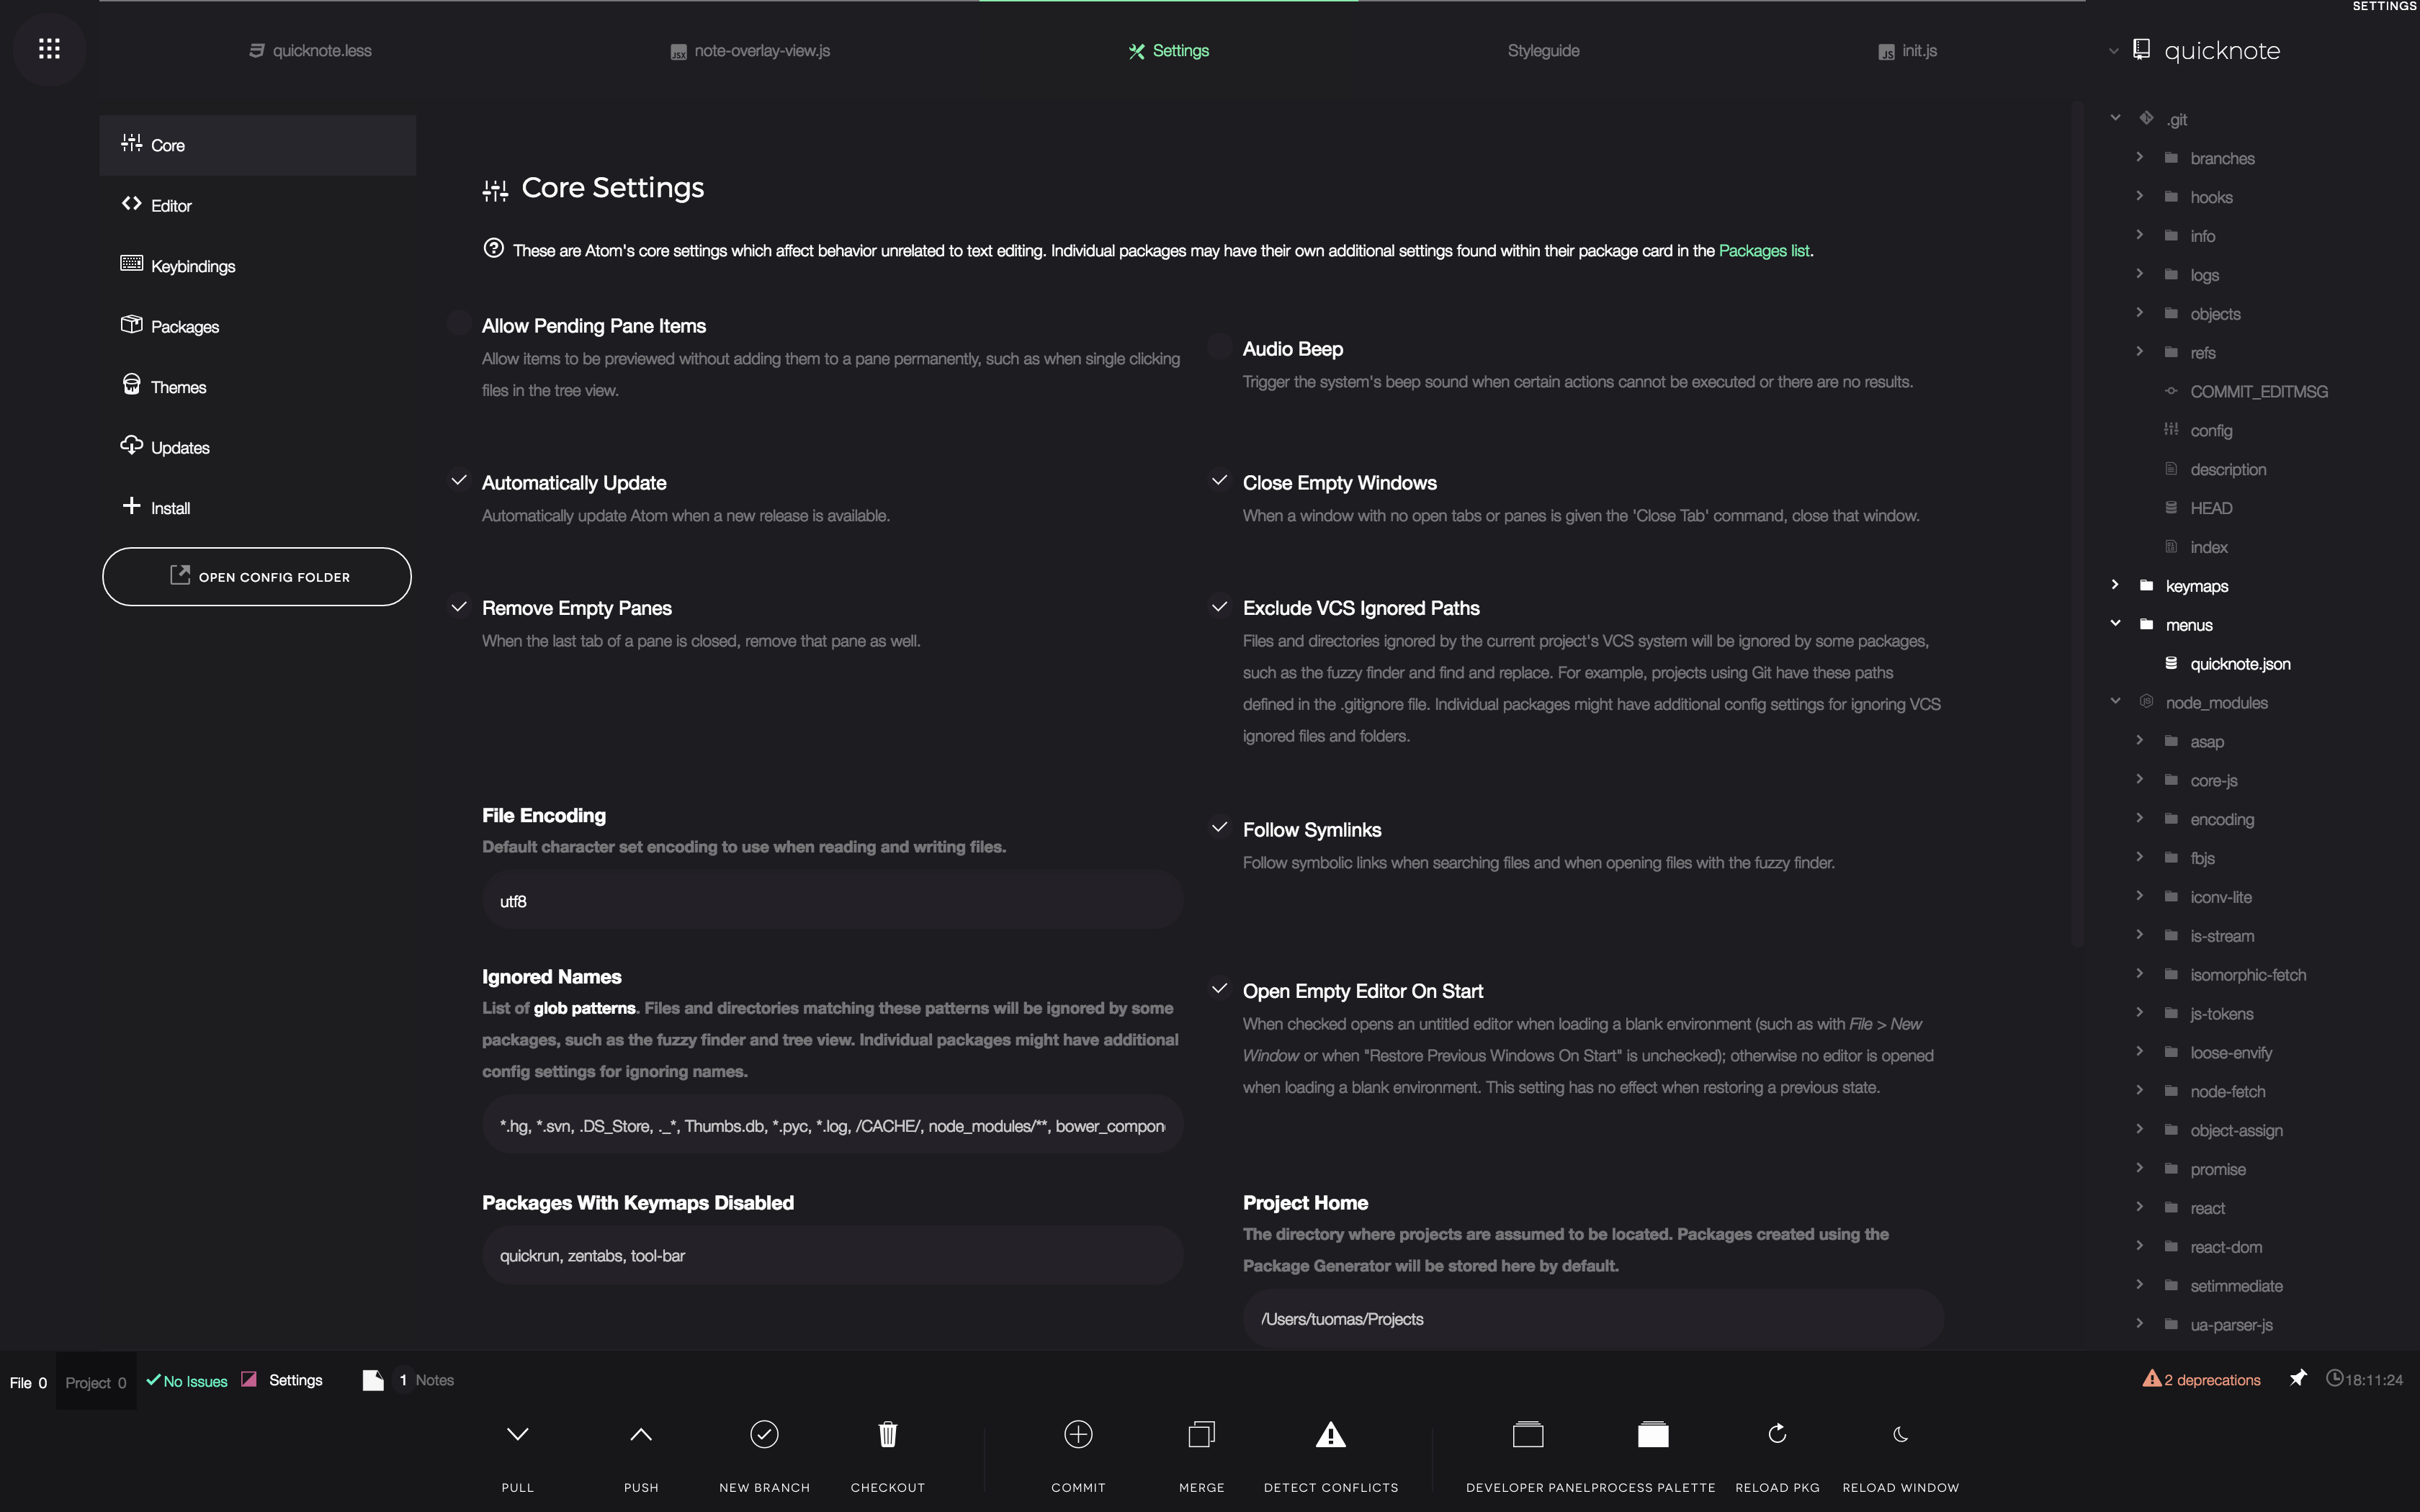 SETTINGS
quicknote.less
note-overlay-view.js
Settings
Styleguide
init.js
quicknote
Core
Editor
Keybindings
Packages
Themes
Updates
Install
OPEN CONFIG FOLDER
Core Settings
These are Atom's core settings which affect behavior unrelated to text editing. Individual packages may have their own additional settings found within their package card in the Packages list.
Allow Pending Pane Items
Allow items to be previewed without adding them to a pane permanently, such as when single clicking
files in the tree view.
Audio Beep
Trigger the system's beep sound when certain actions cannot be executed or there are no results.
Automatically Update
Automatically update Atom when a new release is available.
Close Empty Windows
When a window with no open tabs or panes is given the 'Close Tab' command, close that window.
Remove Empty Panes
When the last tab of a pane is closed, remove that pane as well.
Exclude VCS Ignored Paths
Files and directories ignored by the current project's VCS system will be ignored by some packages,
such as the fuzzy finder and find and replace. For example, projects using Git have these paths
defined in the .gitignore file. Individual packages might have additional config settings for ignoring VCS
ignored files and folders.
File Encoding
Default character set encoding to use when reading and writing files.
utf8
Follow Symlinks
Follow symbolic links when searching files and when opening files with the fuzzy finder.
Ignored Names
List of glob patterns. Files and directories matching these patterns will be ignored by some
packages, such as the fuzzy finder and tree view. Individual packages might have additional
config settings for ignoring names.
*.hg, *.svn, .DS_Store, ._*, Thumbs.db, *.pyc, *.log, /CACHE/, node_modules/**, bower_compon
Open Empty Editor On Start
When checked opens an untitled editor when loading a blank environment (such as with File > New
Window or when "Restore Previous Windows On Start" is unchecked); otherwise no editor is opened
when loading a blank environment. This setting has no effect when restoring a previous state.
Packages With Keymaps Disabled
quickrun, zentabs, tool-bar
Project Home
The directory where projects are assumed to be located. Packages created using the
Package Generator will be stored here by default.
/Users/tuomas/Projects
.git
branches
hooks
info
logs
objects
refs
COMMIT_EDITMSG
config
description
HEAD
index
keymaps
menus
quicknote.json
node_modules
asap
core-js
encoding
fbjs
iconv-lite
is-stream
isomorphic-fetch
js-tokens
loose-envify
node-fetch
object-assign
promise
react
react-dom
setimmediate
ua-parser-js
File 0
Project 0
No Issues
Settings
1 Notes
2 deprecations
18:11:24
PULL
PUSH
NEW BRANCH
CHECKOUT
COMMIT
MERGE
DETECT CONFLICTS
DEVELOPER PANEL
PROCESS PALETTE
RELOAD PKG
RELOAD WINDOW